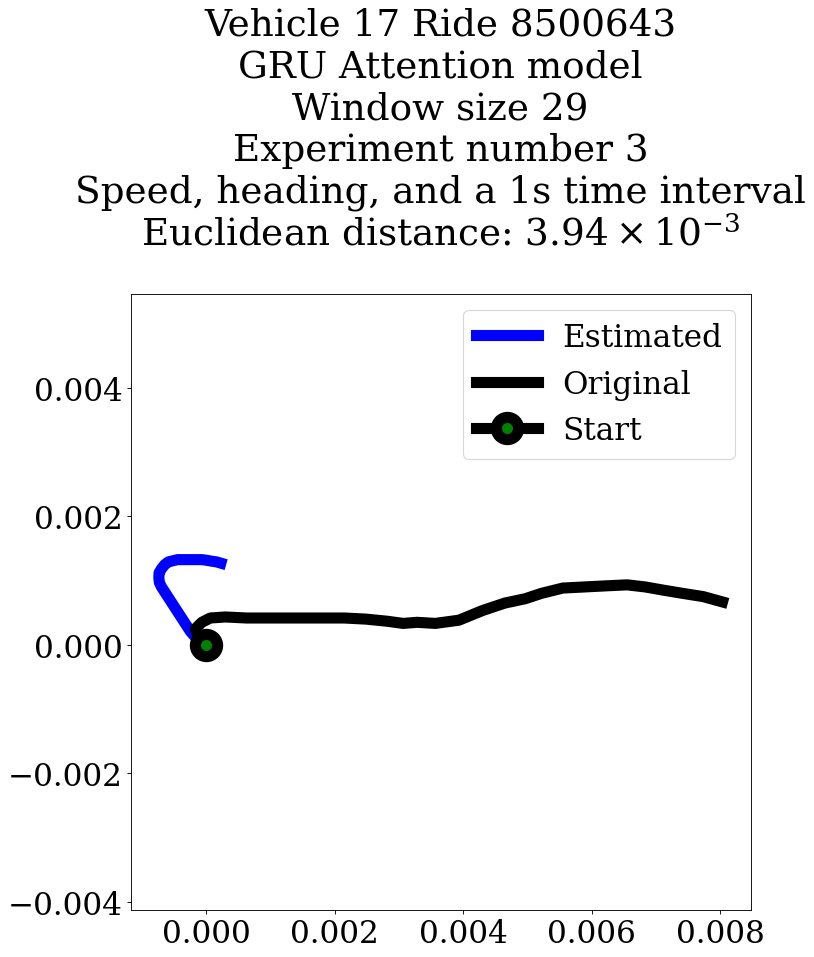 Vehicle 17 Ride 8500643
GRU Attention model
Window size 29
Experiment number 3
Speed, heading, and a 1s time interval
Euclidean distance: 3.94 × 10⁻³
Estimated
Original
Start
0.004
0.002
0.000
−0.002
−0.004
0.000 0.002 0.004 0.006 0.008